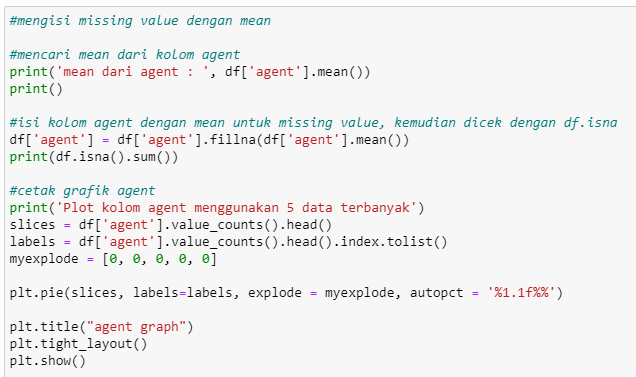 #mengisi missing value dengan mean
#mencari mean dari kolom agent
print('mean dari agent : ', df['agent'].mean())
print()
#isi kolom agent dengan mean untuk missing value, kemudian dicek dengan df.isna
df['agent'] = df['agent'].fillna(df['agent'].mean())
print(df.isna().sum())
#cetak grafik agent
print('Plot kolom agent menggunakan 5 data terbanyak')
slices = df['agent'].value_counts().head()
labels = df['agent'].value_counts().head().index.tolist()
myexplode = [0, 0, 0, 0, 0]
plt.pie(slices, labels=labels, explode = myexplode, autopct = '%1.1f%%')
plt.title("agent graph")
plt.tight_layout()
plt.show()